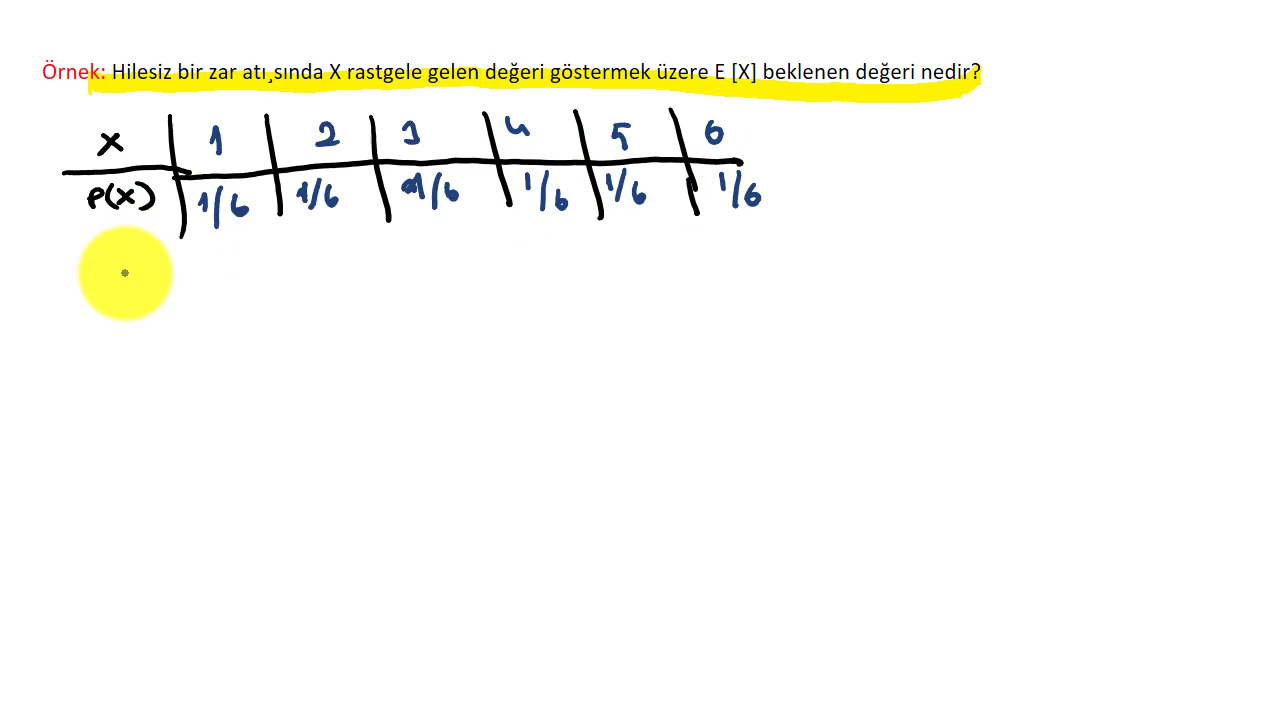 Örnek: Hilesiz bir zar atı¸sında X rastgele gelen değeri göstermek üzere E [X] beklenen değeri nedir?
X 1 2 3 4 5 6
P(X) 1/6 1/6 1/6 1/6 1/6 1/6